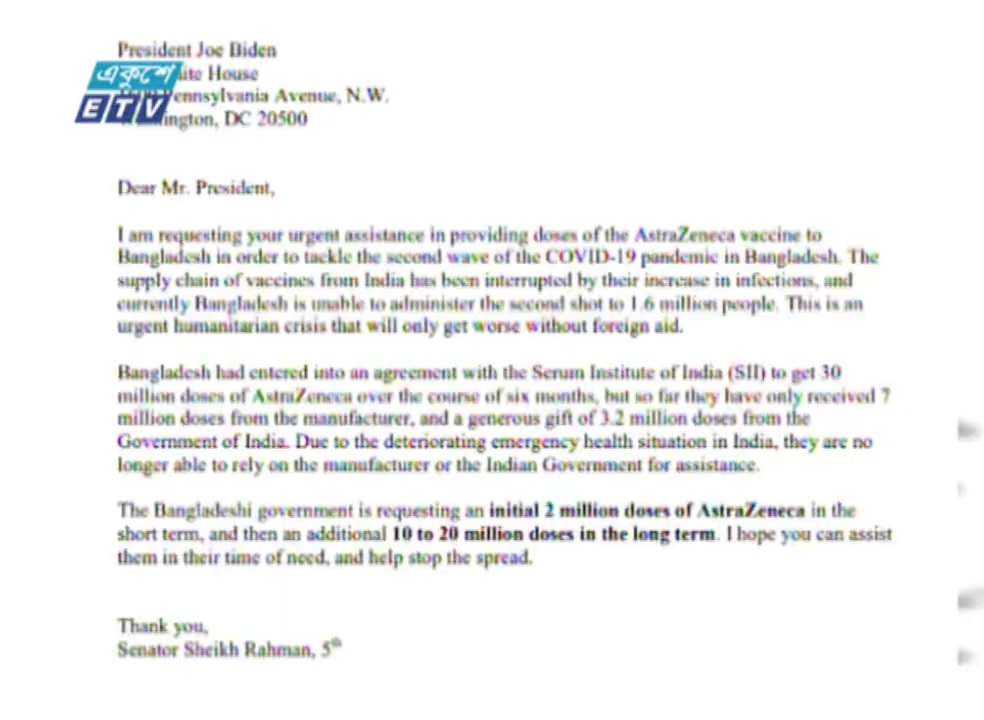 President Joe Biden
একুশে
ETV
ite House
ennsylvania Avenue, N.W.
ington, DC 20500
Dear Mr. President,
I am requesting your urgent assistance in providing doses of the AstraZeneca vaccine to
Bangladesh in order to tackle the second wave of the COVID-19 pandemic in Bangladesh. The
supply chain of vaccines from India has been interrupted by their increase in infections, and
currently Bangladesh is unable to administer the second shot to 1.6 million people. This is an
urgent humanitarian crisis that will only get worse without foreign aid.
Bangladesh had entered into an agreement with the Serum Institute of India (SII) to get 30
million doses of AstraZeneca over the course of six months, but so far they have only received 7
million doses from the manufacturer, and a generous gift of 3.2 million doses from the
Government of India. Due to the deteriorating emergency health situation in India, they are no
longer able to rely on the manufacturer or the Indian Government for assistance.
The Bangladeshi government is requesting an initial 2 million doses of AstraZeneca in the
short term, and then an additional 10 to 20 million doses in the long term. I hope you can assist
them in their time of need, and help stop the spread.
Thank you,
Senator Sheikh Rahman, 5th